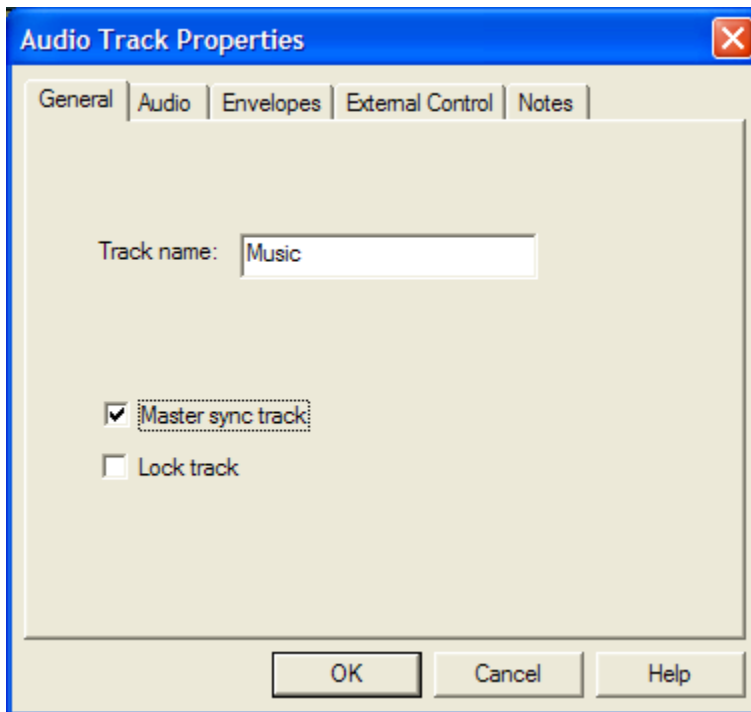 Audio Track Properties
General Audio Envelopes External Control Notes
Track name: Music
Master sync track
Lock track
OK Cancel Help